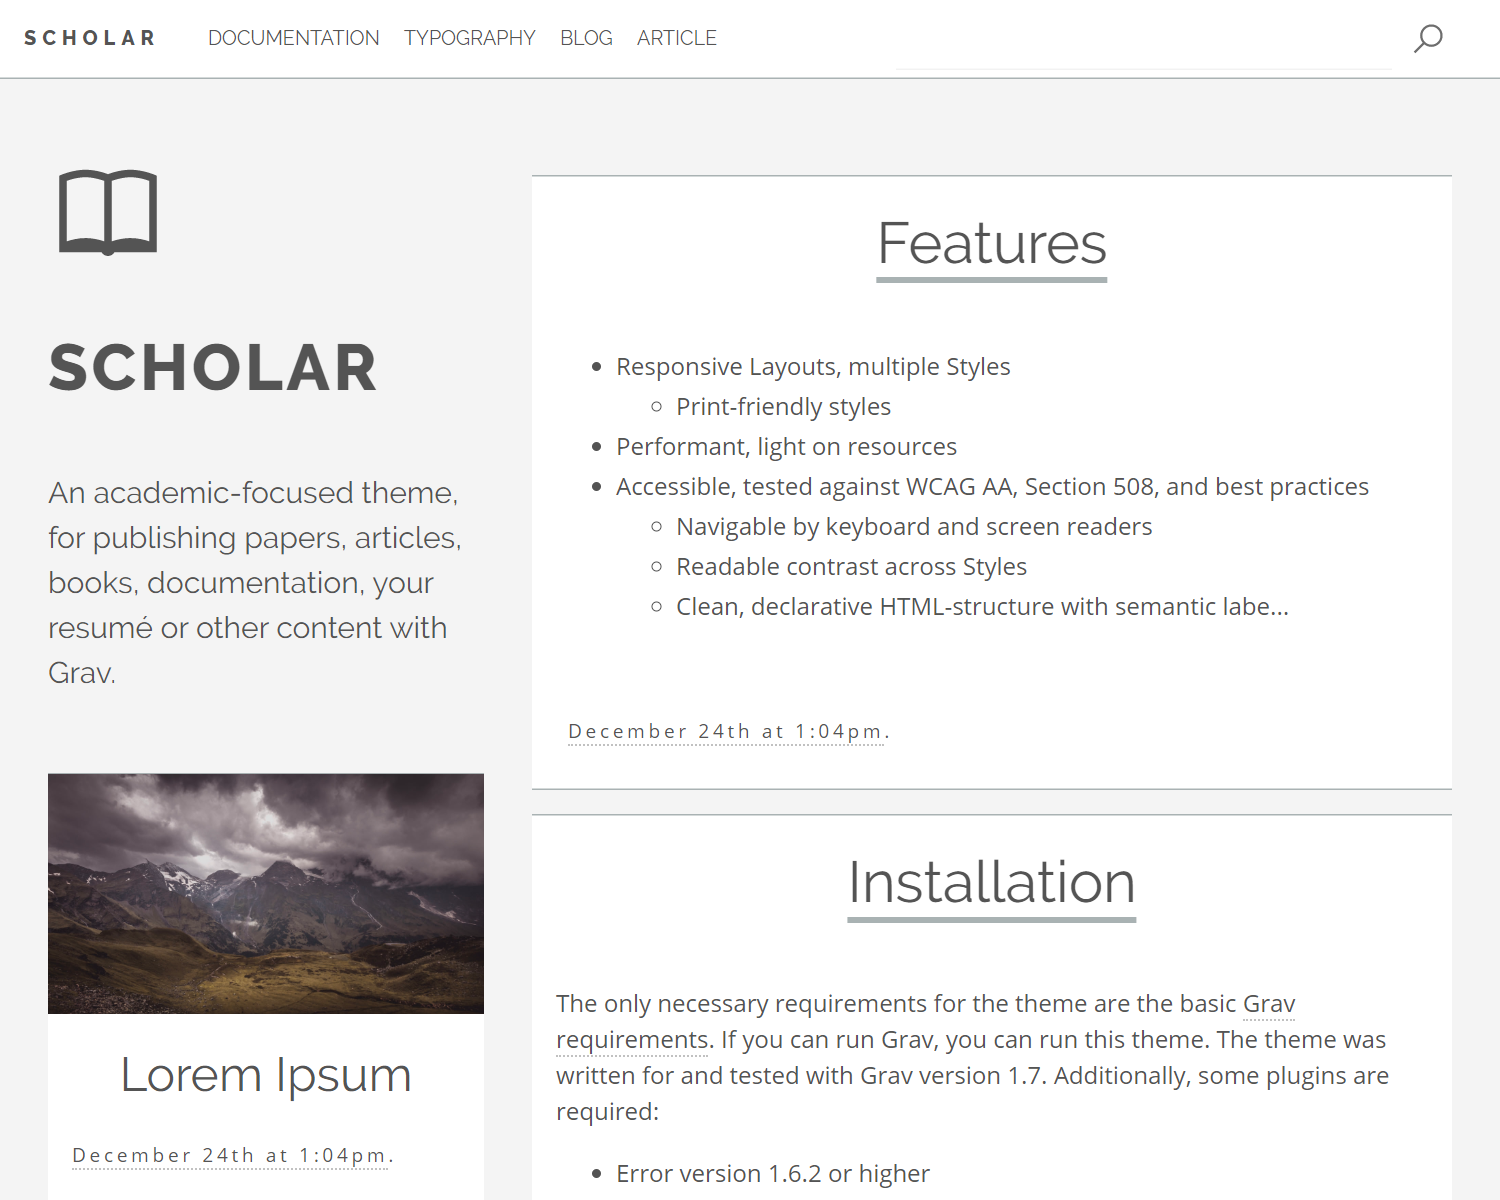 SCHOLAR
DOCUMENTATION TYPOGRAPHY BLOG ARTICLE
SCHOLAR
An academic-focused theme,
for publishing papers, articles,
books, documentation, your
resumé or other content with
Grav.
Lorem Ipsum
December 24th at 1:04pm.
Features
Responsive Layouts, multiple Styles
Print-friendly styles
Performant, light on resources
Accessible, tested against WCAG AA, Section 508, and best practices
Navigable by keyboard and screen readers
Readable contrast across Styles
Clean, declarative HTML-structure with semantic labe...
December 24th at 1:04pm.
Installation
The only necessary requirements for the theme are the basic Grav
requirements. If you can run Grav, you can run this theme. The theme was
written for and tested with Grav version 1.7. Additionally, some plugins are
required:
Error version 1.6.2 or higher